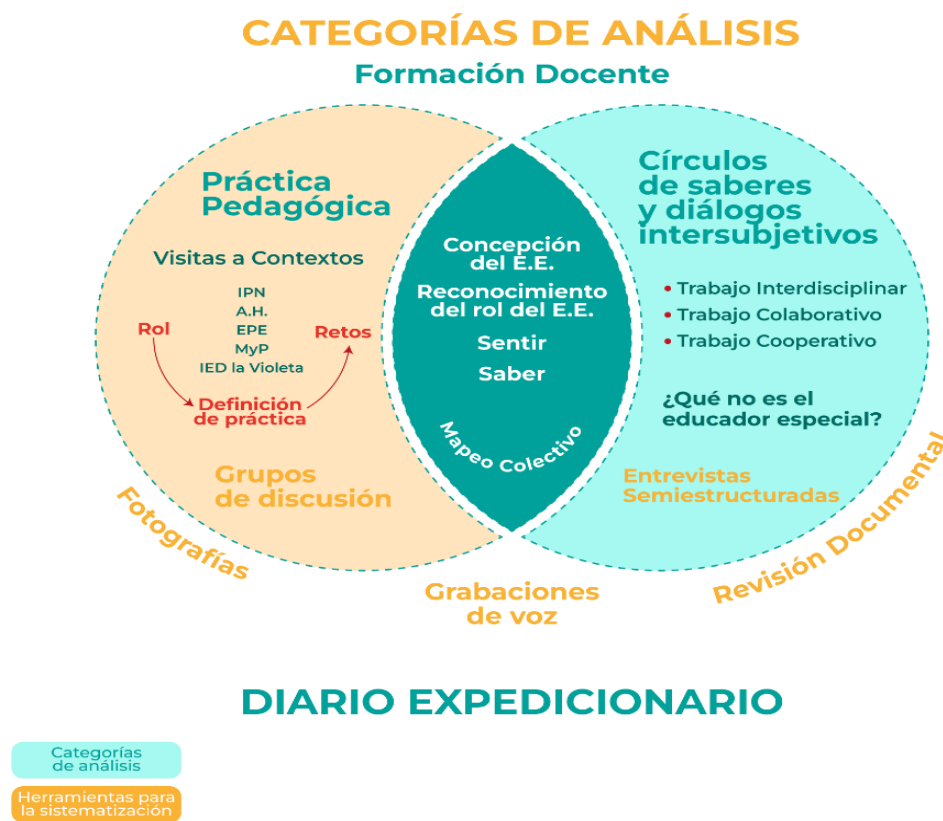 CATEGORÍAS DE ANÁLISIS
Formación Docente
Práctica
Pedagógica
Visitas a Contextos
IPN
A.H.
EPE
MyP
IED la Violeta
Rol
Retos
Definición
de práctica
Grupos
de discusión
Fotografías
Concepción
del E.E.
Reconocimiento
del rol del E.E.
Sentir
Saber
Mapeo Colectivo
Círculos
de saberes
y diálogos
intersubjetivos
• Trabajo Interdisciplinar
• Trabajo Colaborativo
• Trabajo Cooperativo
¿Qué no es el
educador especial?
Entrevistas
Semiestructuradas
Revisión Documental
Grabaciones
de voz
DIARIO EXPEDICIONARIO
Categorías
de análisis
Herramientas para
la sistematización